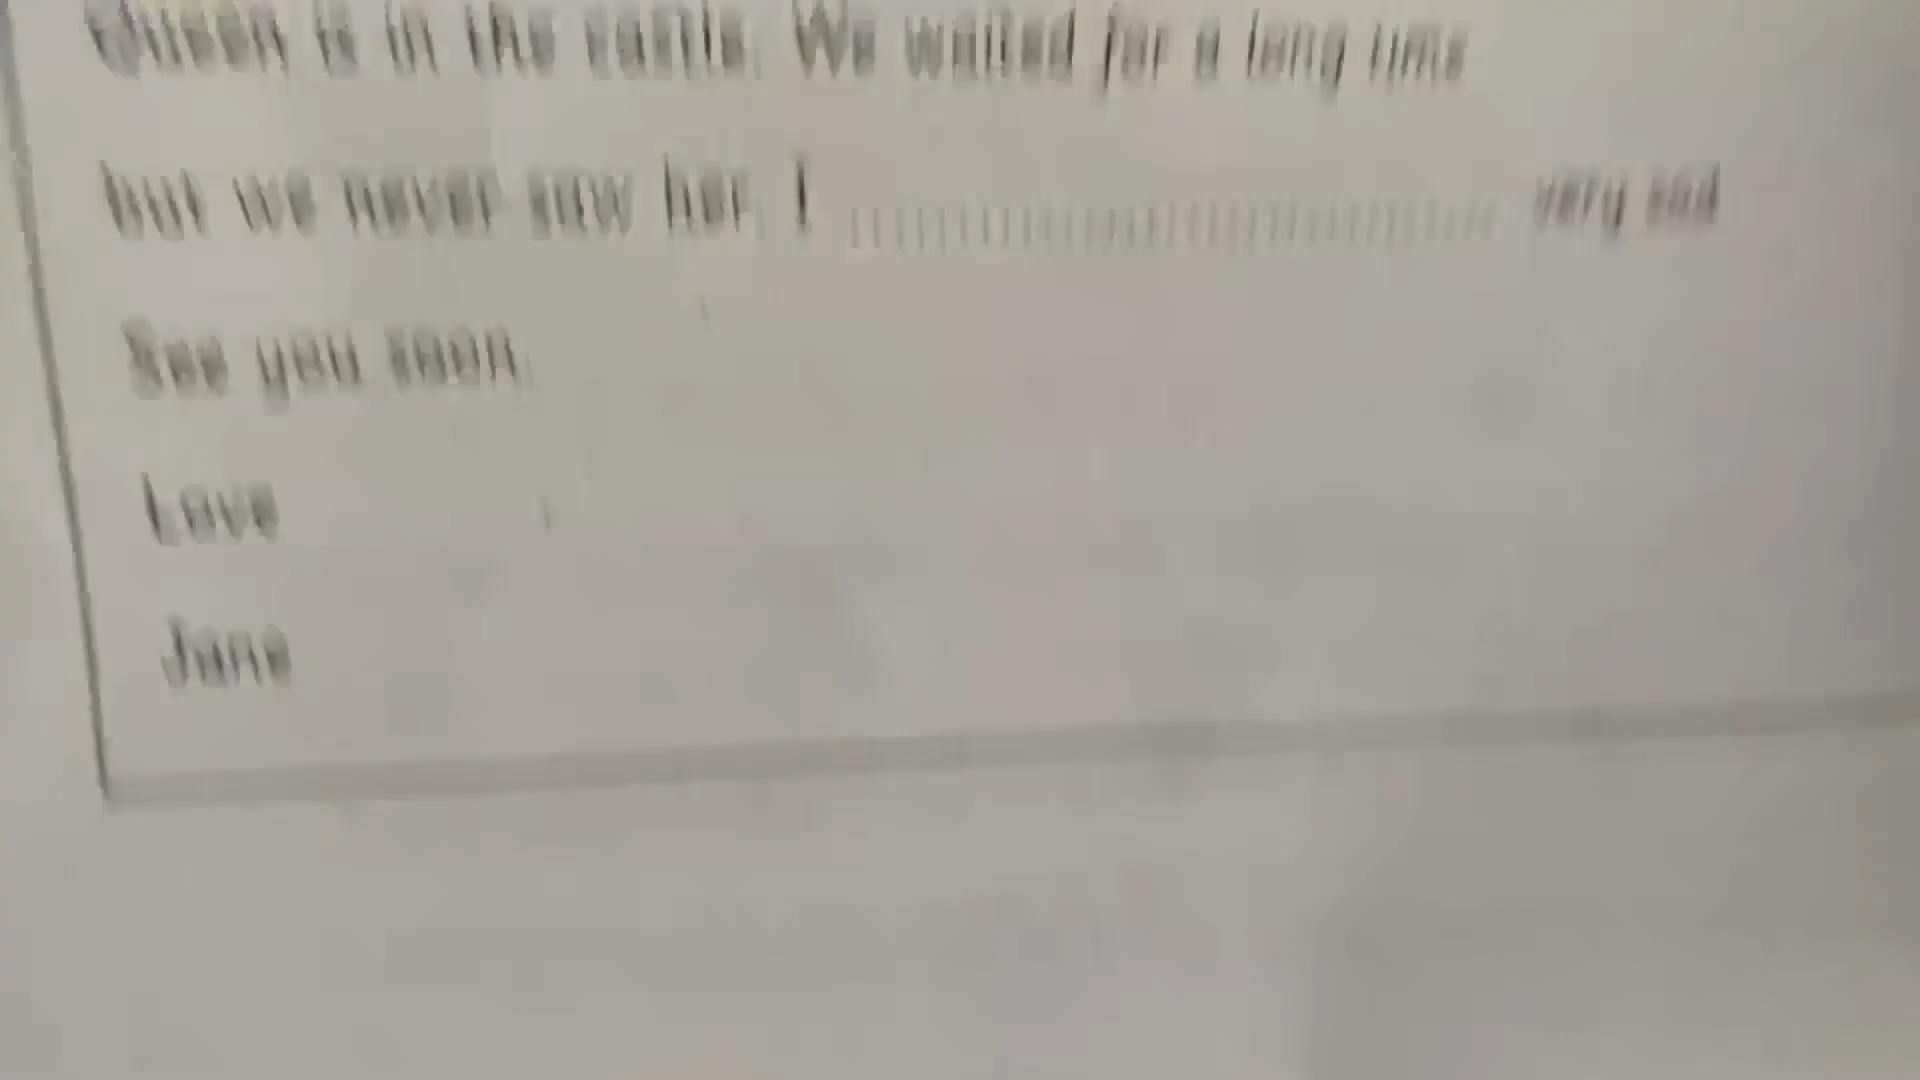 Queen is in the castle. We waited for a long time
but we never saw her. I .............................. very sad
See you soon,
Love
Jane